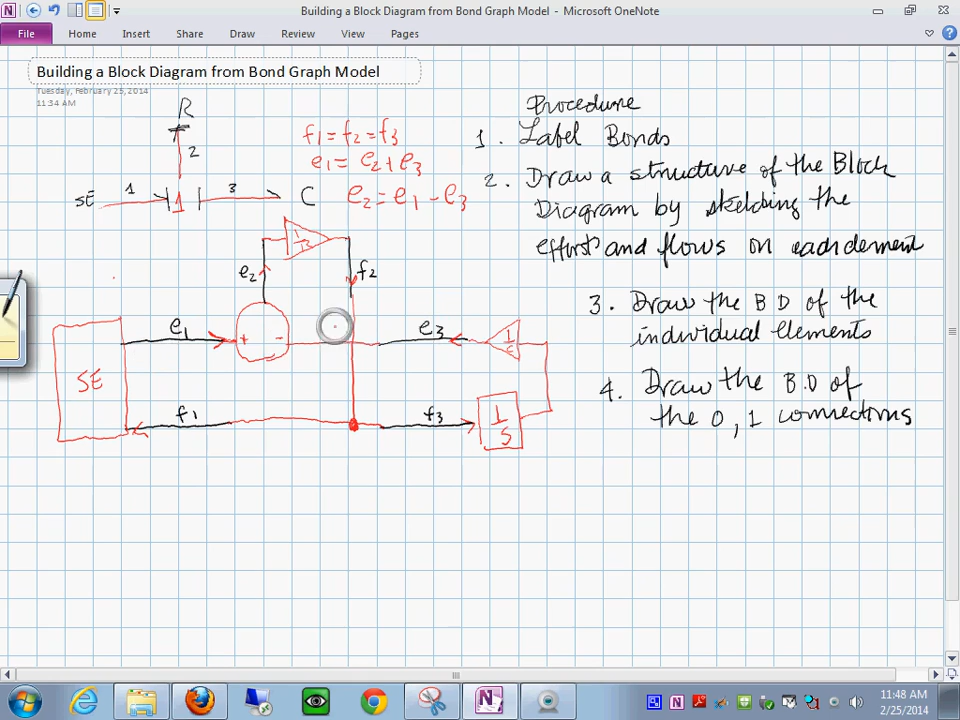 Building a Block Diagram from Bond Graph Model - Microsoft OneNote
File Home Insert Share Draw Review View Pages
Building a Block Diagram from Bond Graph Model
Tuesday, February 25, 2014
11:34 AM
R
2
SE 1 1 3 C
f1 = f2 = f3
e1 = e2 + e3
e2 = e1 - e3
1/R
e2 f2
SE e1 + - e3 1/c
f1 f3 1/S
Procedure
1. Label Bonds
2. Draw a structure of the Block
Diagram by sketching the
efforts and flows on each element
3. Draw the B D of the
individual elements
4. Draw the B.D of
the 0, 1 connections
11:48 AM
2/25/2014